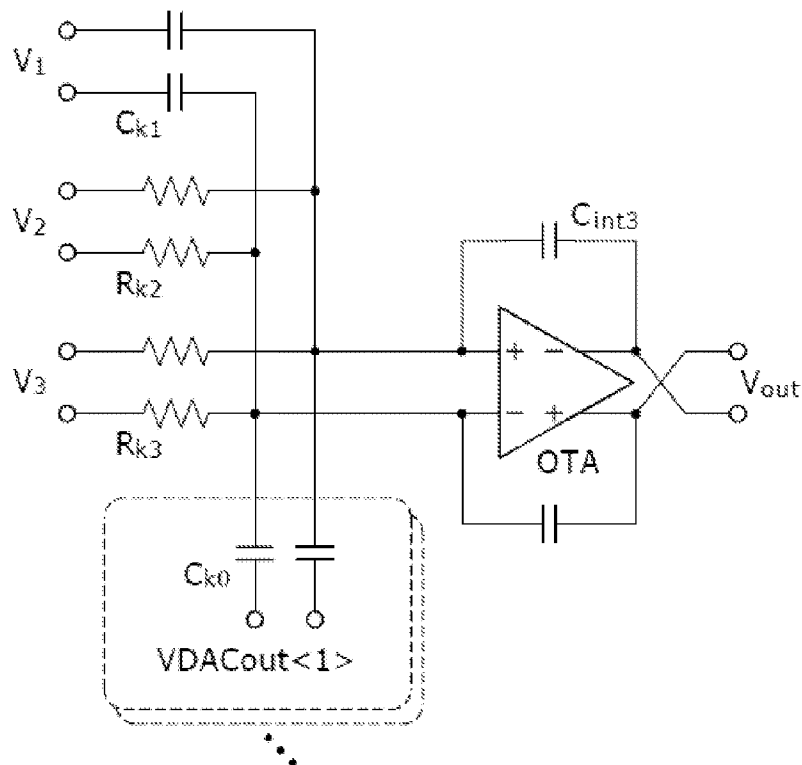 V1
Ck1
V2
Rk2
V3
Rk3
Cint3
+ −
− +
OTA
Vout
Ck0
VDACout<1>